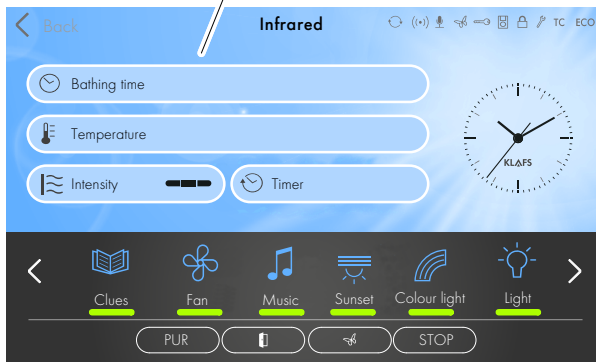 Back
Infrared
TC ECO
Bathing time
Temperature
Intensity
Timer
KLAFS
Clues
Fan
Music
Sunset
Colour light
Light
PUR
STOP